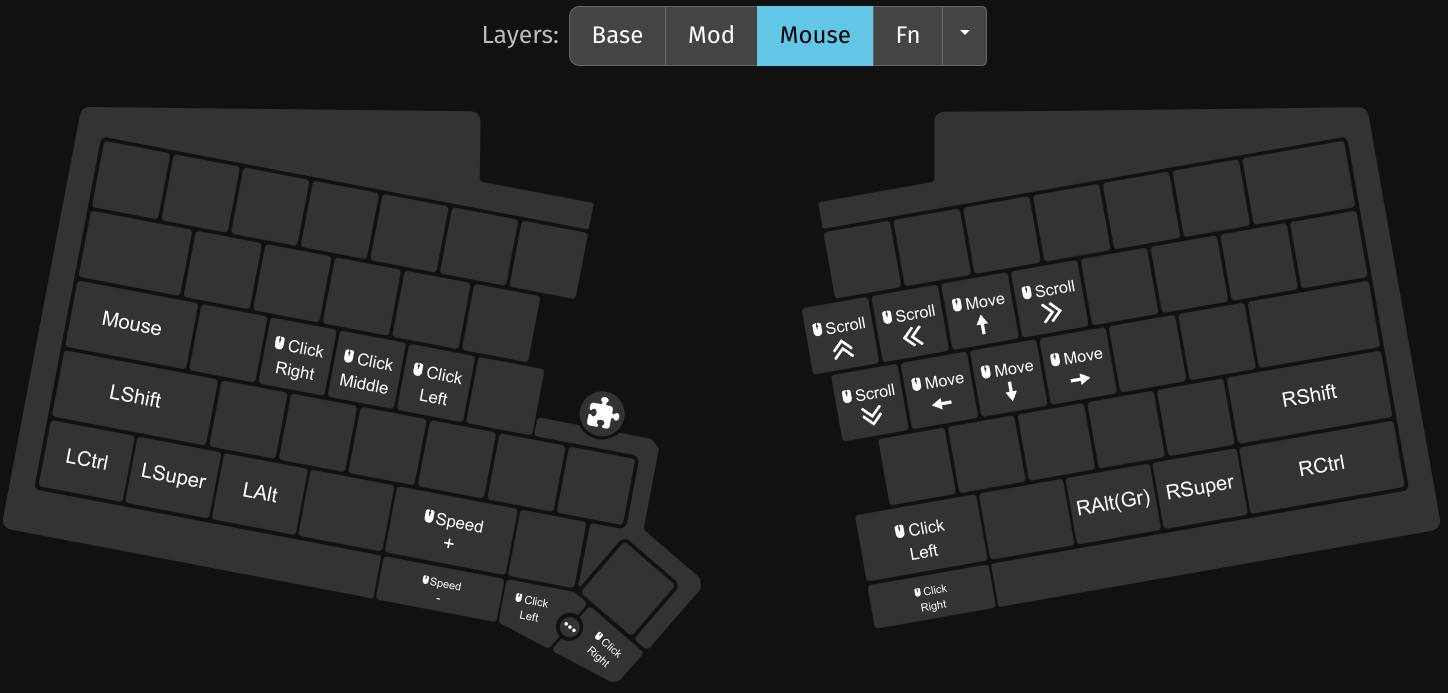 Layers: Base Mod Mouse Fn
Mouse
Click
Right
Click
Middle
Click
Left
LShift
LCtrl
LSuper
LAlt
Speed
+
Speed
-
Click
Left
Click
Right
Scroll
Scroll
Move
Scroll
Scroll
Move
Move
Move
RShift
Click
Left
RAlt(Gr)
RSuper
RCtrl
Click
Right